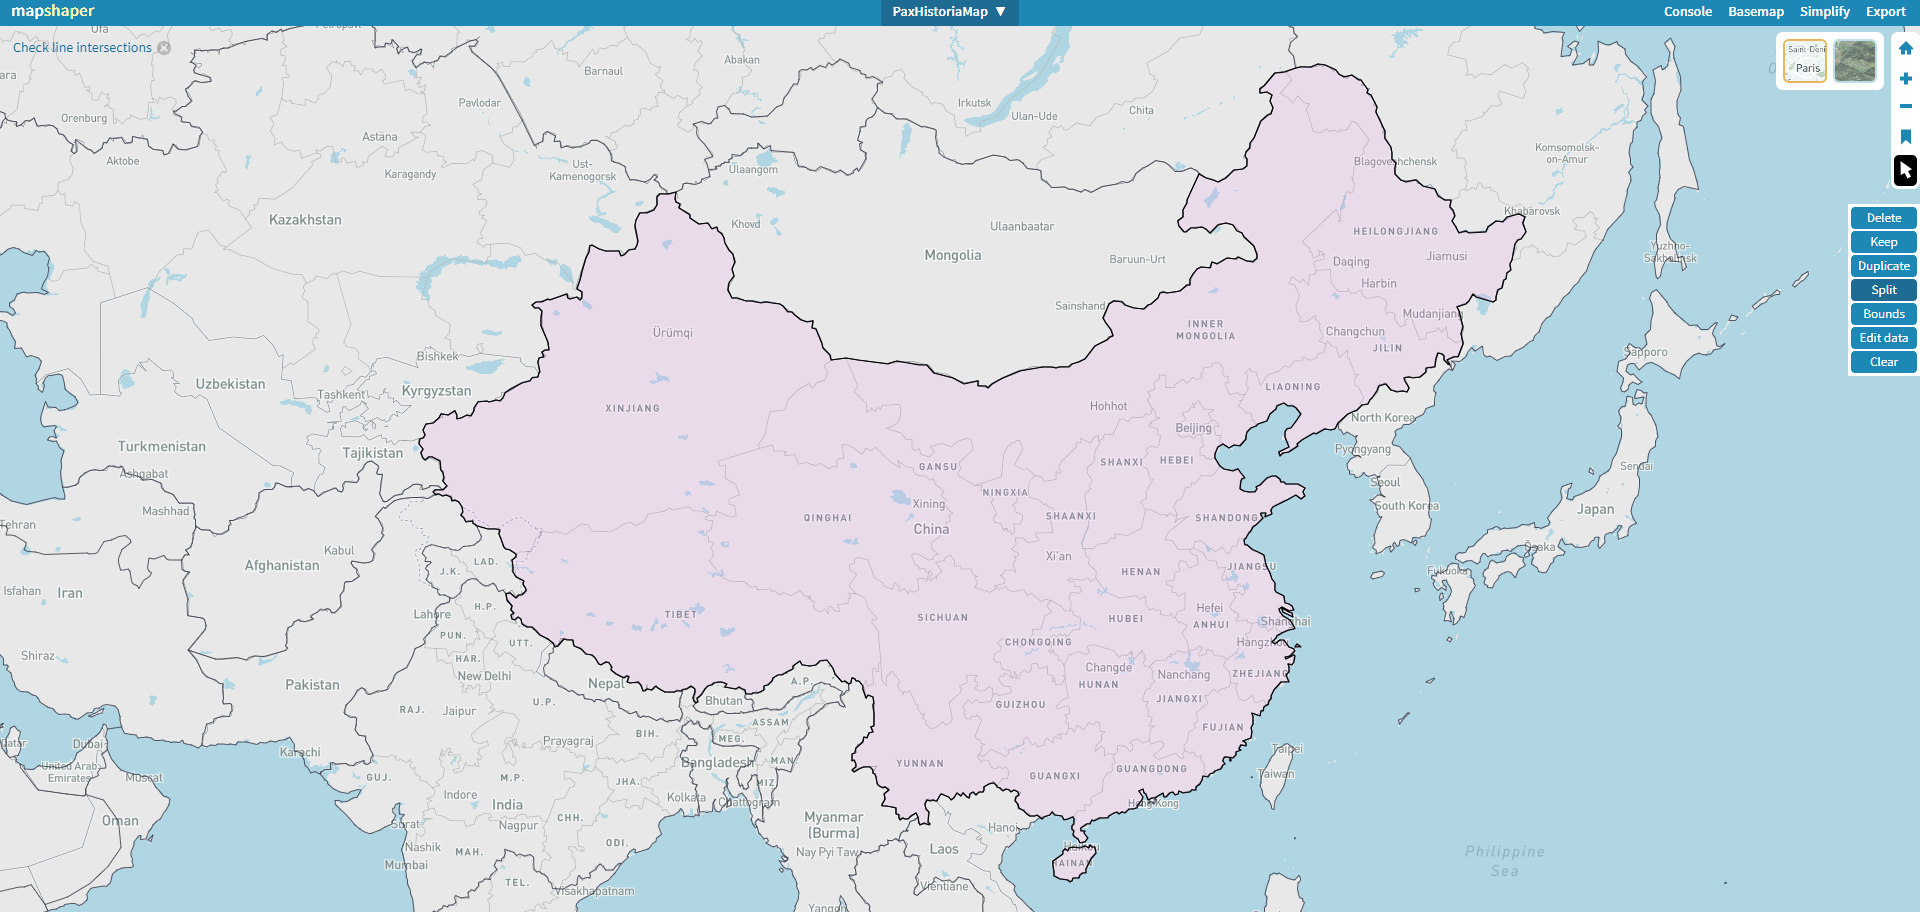 mapshaper
PaxHistoriaMap ▼
Console
Basemap
Simplify
Export
Check line intersections
Saint-Deni
Paris
Delete
Keep
Duplicate
Split
Bounds
Edit data
Clear
Ufa
Orenburg
Aktobe
Astana
Karagandy
Pavlodar
Barnaul
Abakan
Irkutsk
Ulan-Ude
Chita
Ust-
Kamenogorsk
Ulaangom
Khovd
Ulaanbaatar
Mongolia
Baruun-Urt
Sainshand
Blagoveshchensk
Komsomolsk-
on-Amur
Khabarovsk
Yuzhno-
Sakhalinsk
Kazakhstan
HEILONGJIANG
Daqing
Jiamusi
Harbin
Mudanjiang
Changchun
JILIN
INNER
MONGOLIA
LIAONING
Ürümqi
Bishkek
Kyrgyzstan
Uzbekistan
Tashkent
XINJIANG
Hohhot
Beijing
North Korea
Pyongyang
Sapporo
Turkmenistan
Ashgabat
Tajikistan
GANSU
SHANXI
HEBEI
Seoul
South Korea
Sendai
Mashhad
NINGXIA
Xining
QINGHAI
China
SHAANXI
SHANDONG
Japan
Tehran
Kabul
Afghanistan
Xi'an
HENAN
JIANGSU
Ōsaka
Fukuoka
J.K.
LAD.
Isfahan
Iran
Lahore
H.P.
TIBET
SICHUAN
HUBEI
Hefei
ANHUI
Shanghai
PUN.
UTT.
CHONGQING
Hangzhou
Shiraz
HAR.
New Delhi
Changde
HUNAN
Nanchang
ZHEJIANG
Pakistan
Nepal
A.P.
Bhutan
GUIZHOU
JIANGXI
RAJ.
Jaipur
U.P.
ASSAM
FUJIAN
Qatar
Dubai
Karachi
Prayagraj
BIH.
MEG.
MAN.
Taipei
Taiwan
United Arab
Emirates
Muscat
GUJ.
M.P.
JHA.
Bangladesh
MIZ.
YUNNAN
GUANGXI
GUANGDONG
Hong Kong
Indore
India
Kolkata
Chattogram
Oman
Surat
Nagpur
CHH.
Myanmar
(Burma)
Hanoi
Nashik
MAH.
ODI.
Nay Pyi Taw
Laos
Haikou
HAINAN
Mumbai
TEL.
Visakhapatnam
Vientiane
Yangon
Philippine
Sea